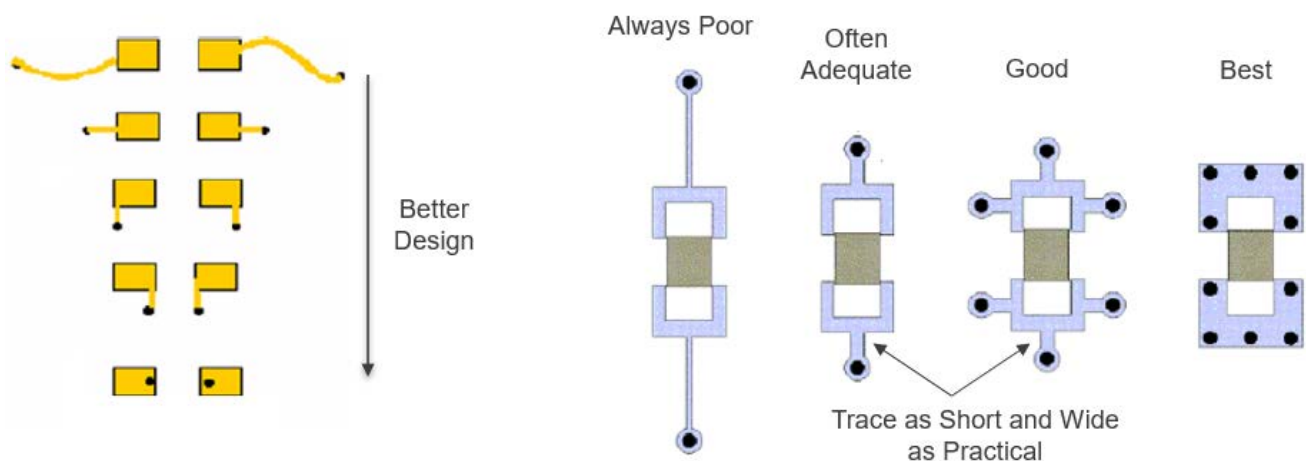 Better
Design
Always Poor
Often
Adequate
Good
Best
Trace as Short and Wide
as Practical